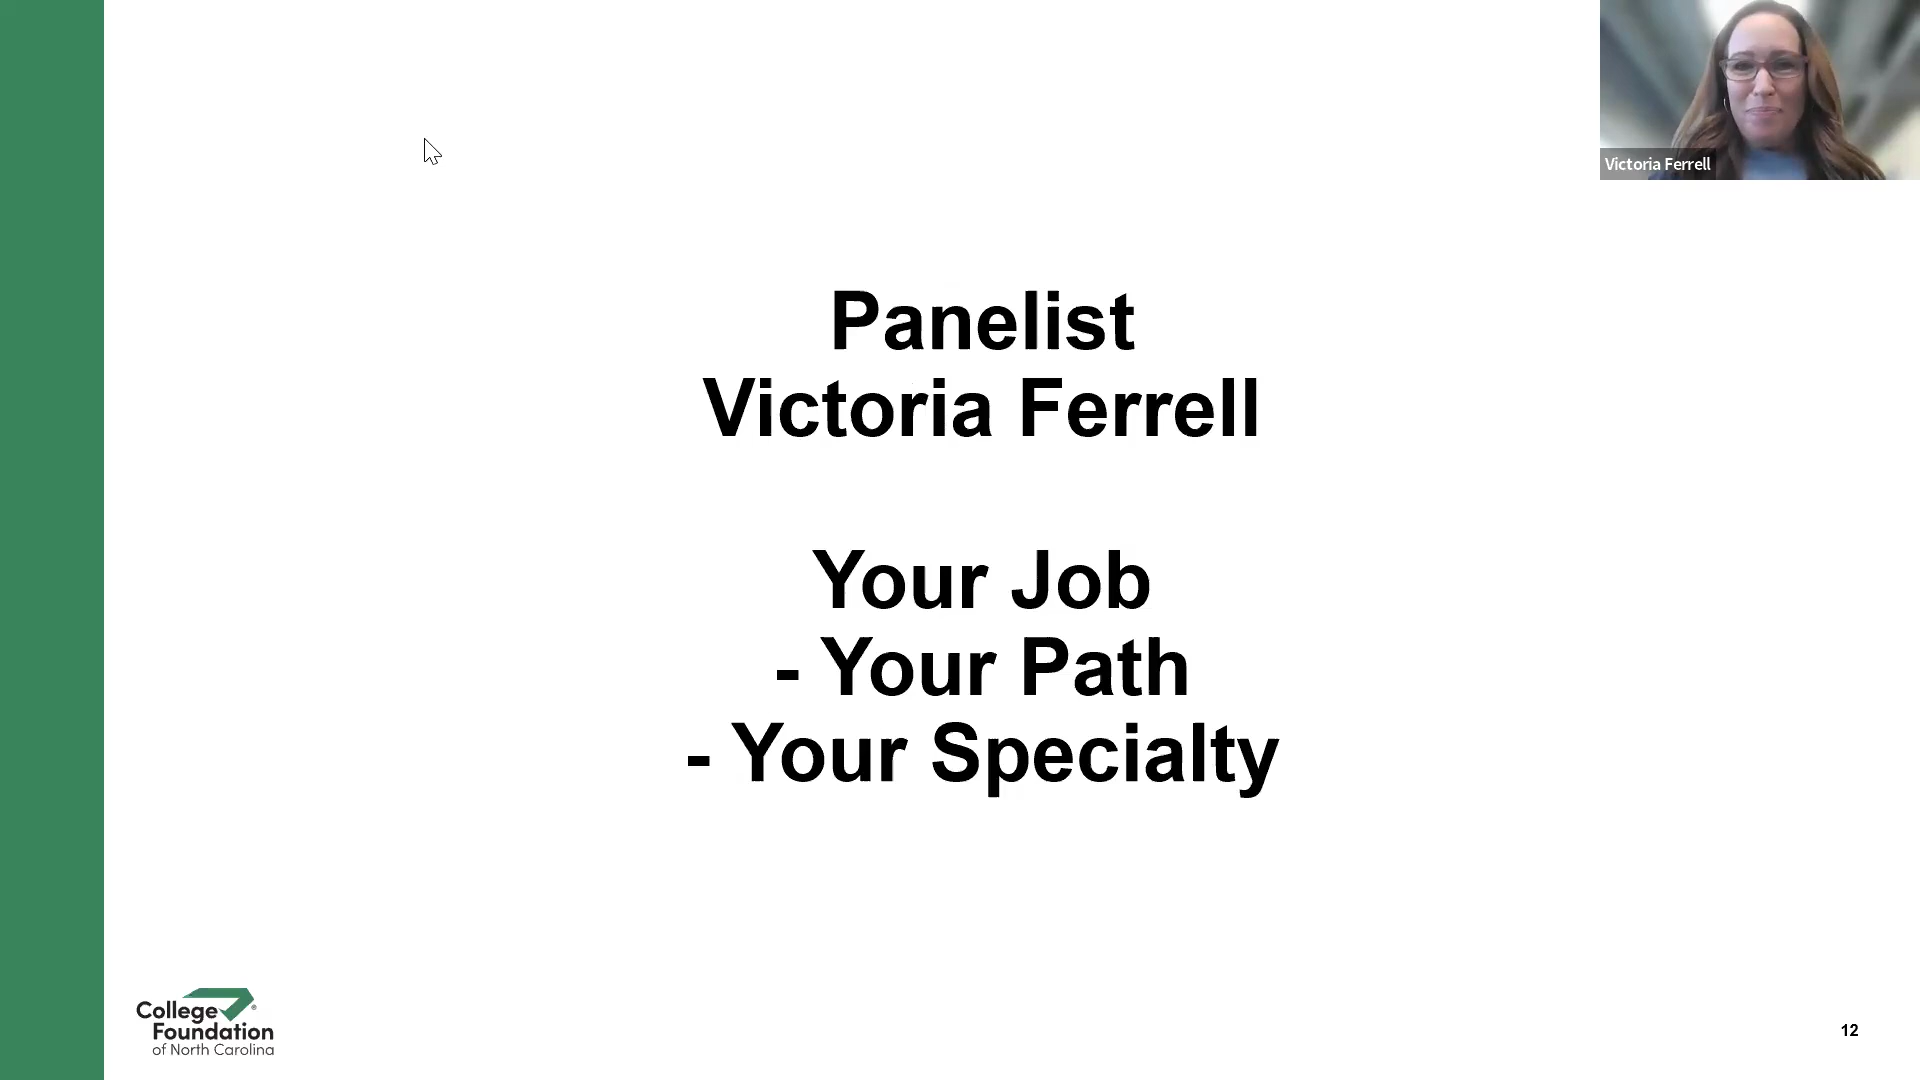 Victoria Ferrell
Panelist
Victoria Ferrell
Your Job
- Your Path
- Your Specialty
College
Foundation
of North Carolina
®
12